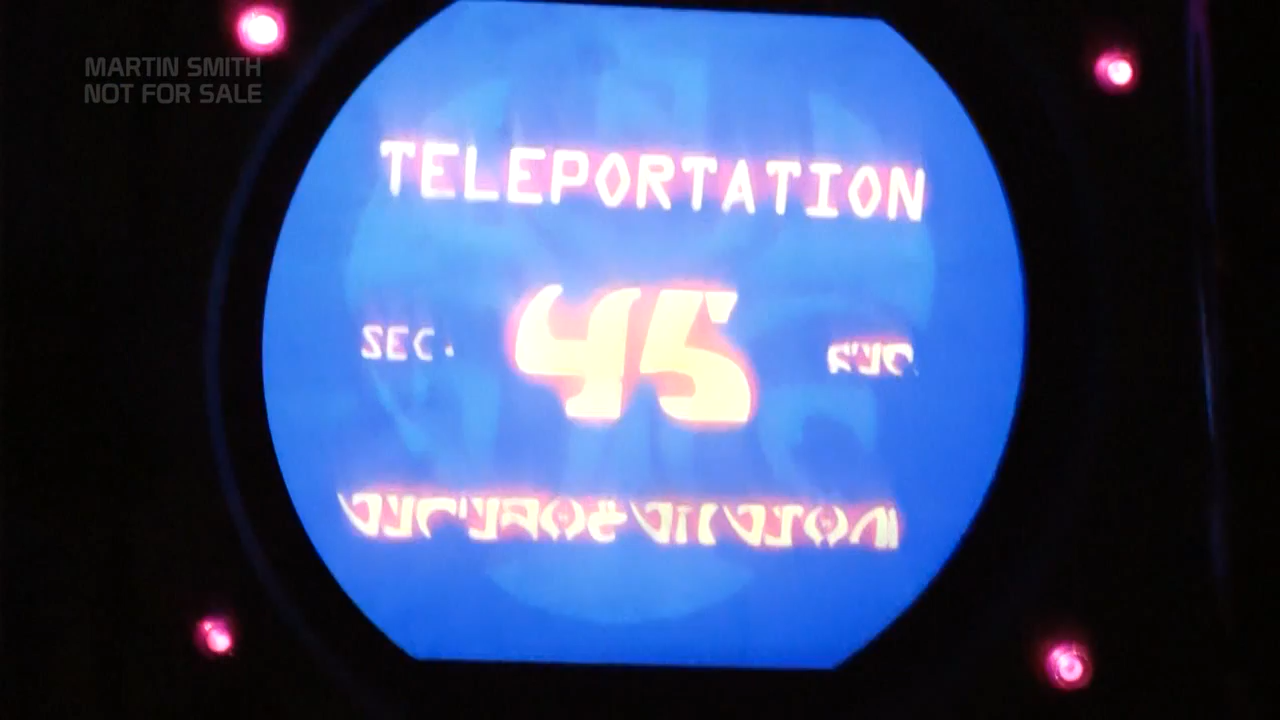 MARTIN SMITH
NOT FOR SALE
TELEPORTATION
SEC.
45